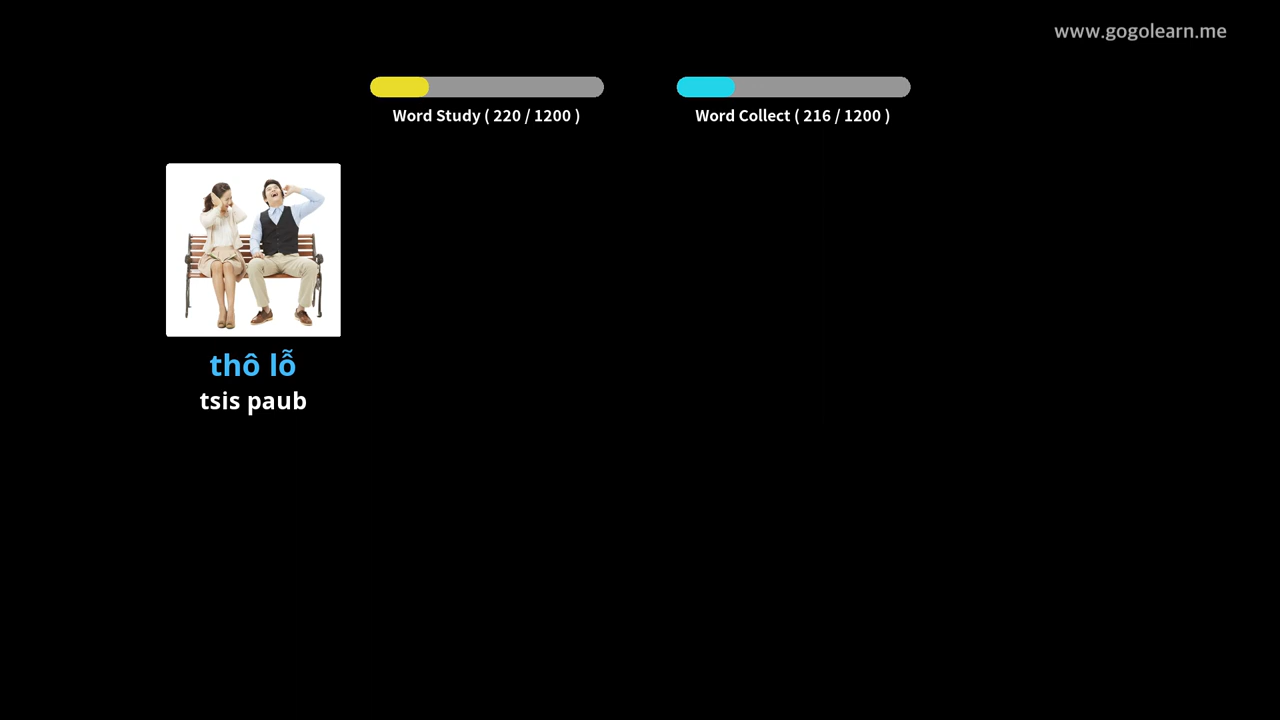 www.gogolearn.me
Word Study ( 220 / 1200 )
Word Collect ( 216 / 1200 )
thô lỗ
tsis paub